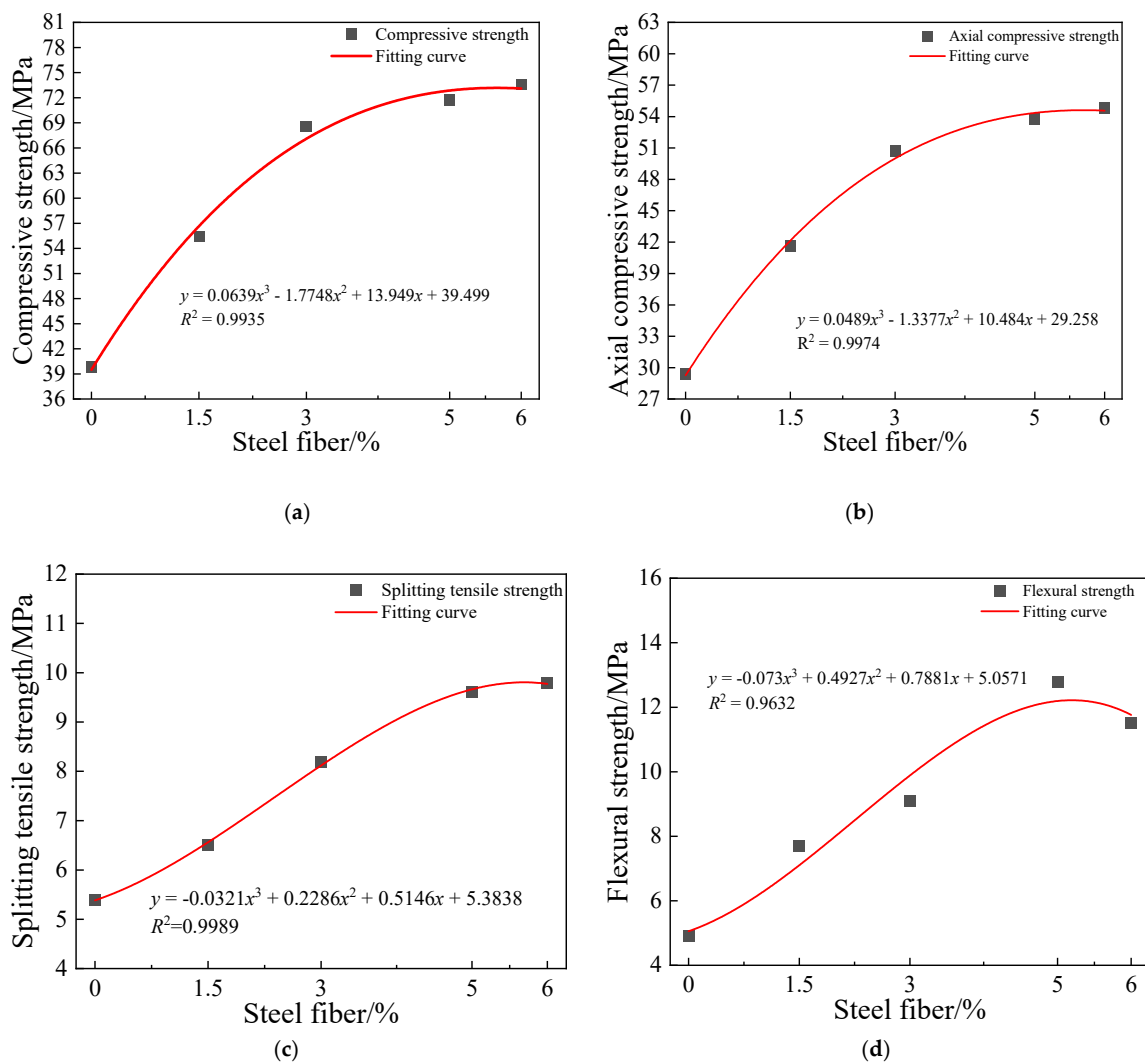 Compressive strength/MPa
81
78
75
72
69
66
63
60
57
54
51
48
45
42
39
36
Compressive strength
Fitting curve
y = 0.0639x³ - 1.7748x² + 13.949x + 39.499
R² = 0.9935
0 1.5 3 5 6
Steel fiber/%
(a)
Axial compressive strength/MPa
63
60
57
54
51
48
45
42
39
36
33
30
27
Axial compressive strength
Fitting curve
y = 0.0489x³ - 1.3377x² + 10.484x + 29.258
R² = 0.9974
0 1.5 3 5 6
Steel fiber/%
(b)
Splitting tensile strength/MPa
12
11
10
9
8
7
6
5
4
Splitting tensile strength
Fitting curve
y = -0.0321x³ + 0.2286x² + 0.5146x + 5.3838
R²=0.9989
0 1.5 3 5 6
Steel fiber/%
(c)
Flexural strength/MPa
16
14
12
10
8
6
4
Flexural strength
Fitting curve
y = -0.073x³ + 0.4927x² + 0.7881x + 5.0571
R² = 0.9632
0 1.5 3 5 6
Steel fiber/%
(d)